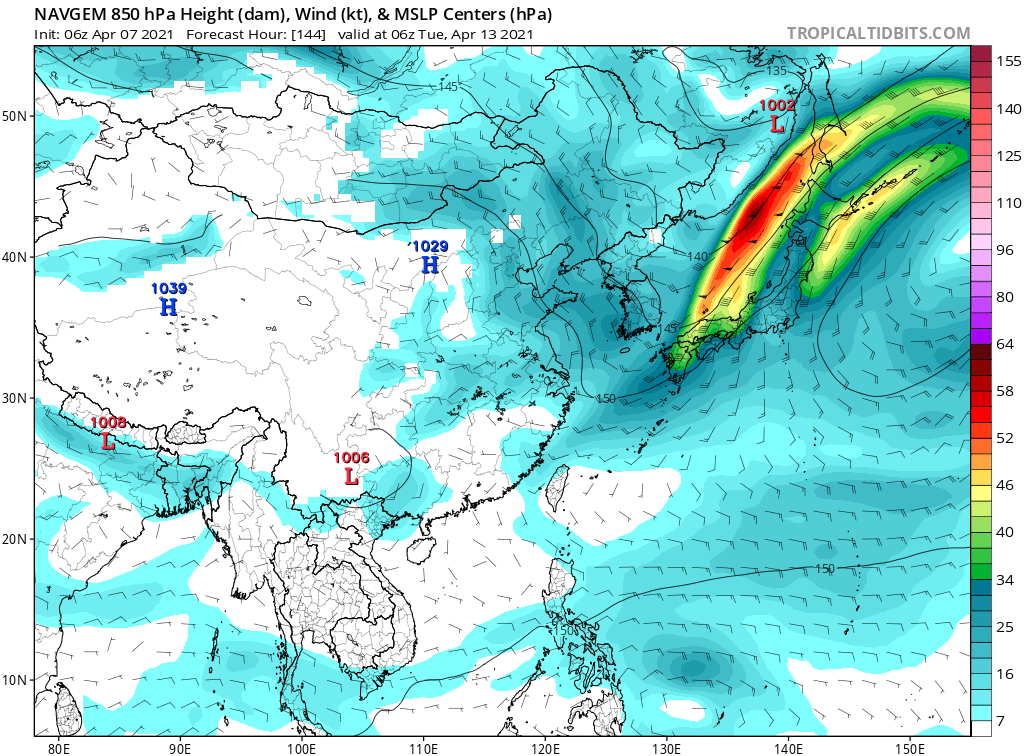 NAVGEM 850 hPa Height (dam), Wind (kt), & MSLP Centers (hPa)
Init: 06z Apr 07 2021 Forecast Hour: [144] valid at 06z Tue, Apr 13 2021
TROPICALTIDBITS.COM
135
145
1002
L
50N
1029
H
40N
140
1039
H
145
30N
150
1008
L
1006
L
20N
150
150
10N
80E
90E
100E
110E
120E
130E
140E
150E
155
140
125
110
96
80
64
58
52
46
40
34
25
16
7